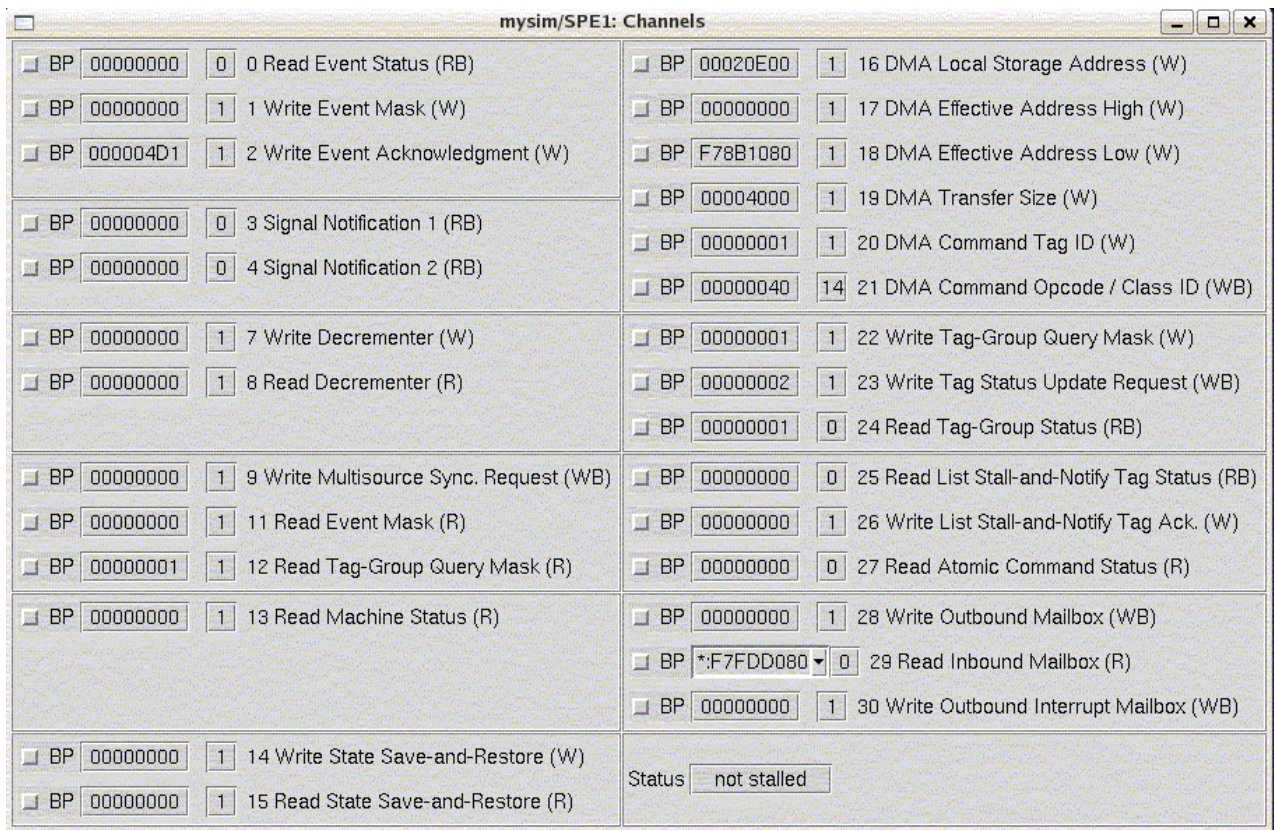 mysim/SPE1: Channels
BP 00000000 0 0 Read Event Status (RB)
BP 00000000 1 1 Write Event Mask (W)
BP 000004D1 1 2 Write Event Acknowledgment (W)
BP 00000000 0 3 Signal Notification 1 (RB)
BP 00000000 0 4 Signal Notification 2 (RB)
BP 00000000 1 7 Write Decrementer (W)
BP 00000000 1 8 Read Decrementer (R)
BP 00000000 1 9 Write Multisource Sync. Request (WB)
BP 00000000 1 11 Read Event Mask (R)
BP 00000001 1 12 Read Tag-Group Query Mask (R)
BP 00000000 1 13 Read Machine Status (R)
BP 00000000 1 14 Write State Save-and-Restore (W)
BP 00000000 1 15 Read State Save-and-Restore (R)
BP 00020E00 1 16 DMA Local Storage Address (W)
BP 00000000 1 17 DMA Effective Address High (W)
BP F78B1080 1 18 DMA Effective Address Low (W)
BP 00004000 1 19 DMA Transfer Size (W)
BP 00000001 1 20 DMA Command Tag ID (W)
BP 00000040 14 21 DMA Command Opcode / Class ID (WB)
BP 00000001 1 22 Write Tag-Group Query Mask (W)
BP 00000002 1 23 Write Tag Status Update Request (WB)
BP 00000001 0 24 Read Tag-Group Status (RB)
BP 00000000 0 25 Read List Stall-and-Notify Tag Status (RB)
BP 00000000 1 26 Write List Stall-and-Notify Tag Ack. (W)
BP 00000000 0 27 Read Atomic Command Status (R)
BP 00000000 1 28 Write Outbound Mailbox (WB)
BP *:F7FDD080 0 29 Read Inbound Mailbox (R)
BP 00000000 1 30 Write Outbound Interrupt Mailbox (WB)
Status not stalled